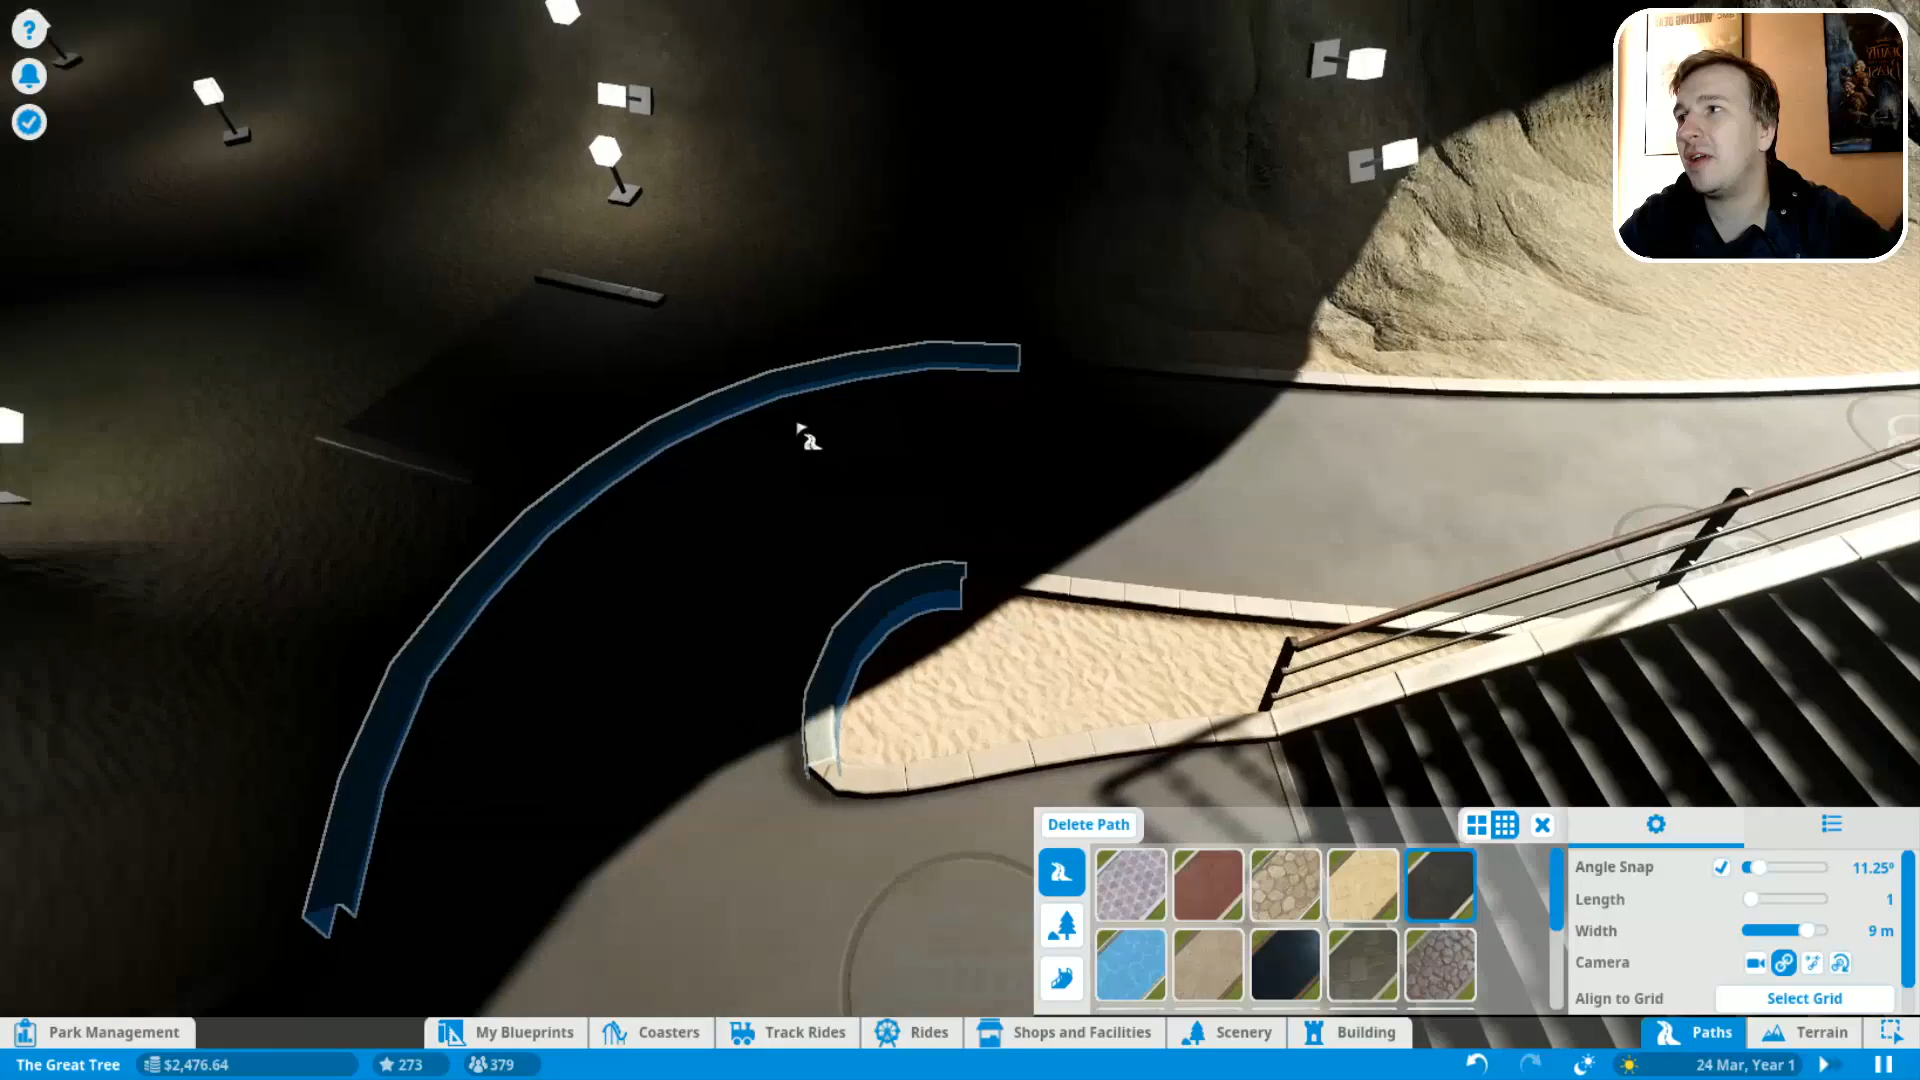 ?
Delete Path
Angle Snap 11.25°
Length 1
Width 9 m
Camera
Align to Grid Select Grid
Park Management My Blueprints Coasters Track Rides Rides Shops and Facilities Scenery Building Paths Terrain
The Great Tree $2,476.64 273 379 24 Mar, Year 1